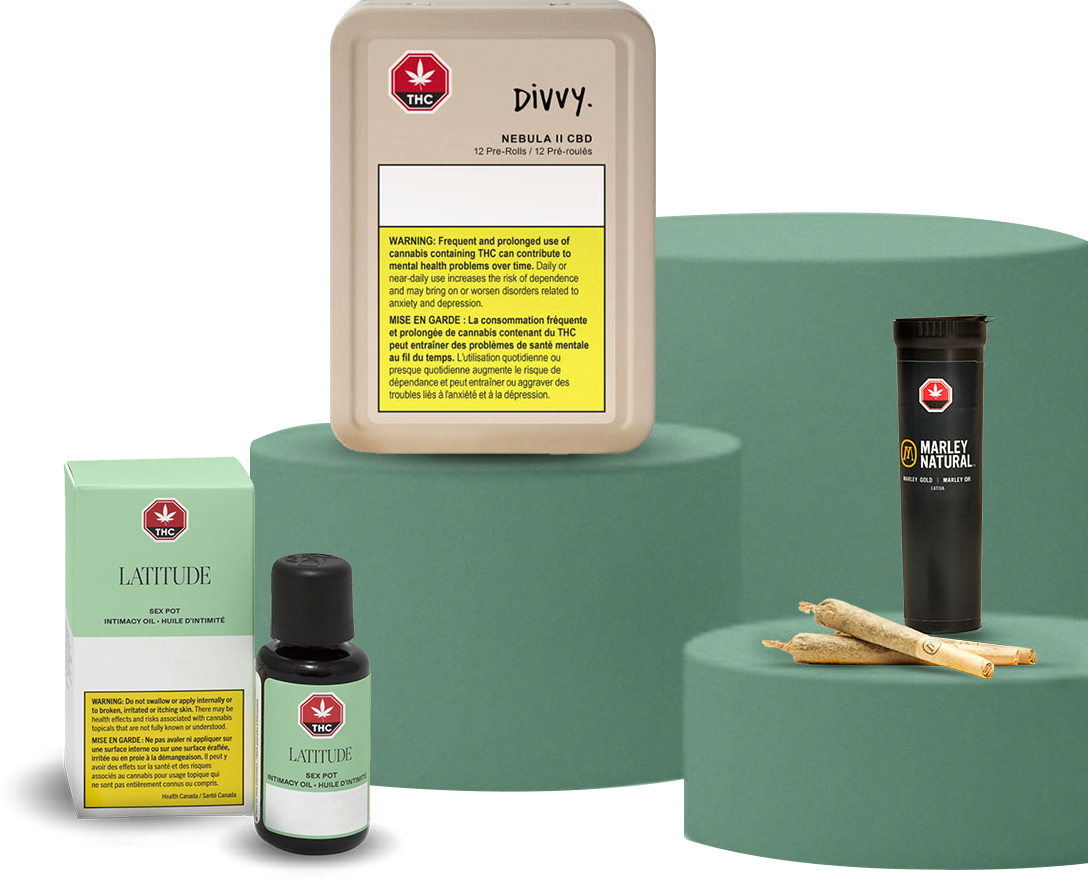 THC
Divvy.
NEBULA II CBD
12 Pre-Rolls / 12 Pré-roulés
WARNING: Frequent and prolonged use of
cannabis containing THC can contribute to
mental health problems over time. Daily or
near-daily use increases the risk of dependence
and may bring on or worsen disorders related to
anxiety and depression.
MISE EN GARDE : La consommation fréquente
et prolongée de cannabis contenant du THC
peut entraîner des problèmes de santé mentale
au fil du temps. L'utilisation quotidienne ou
presque quotidienne augmente le risque de
dépendance et peut entraîner ou aggraver des
troubles liés à l'anxiété et à la dépression.
MARLEY
NATURAL
MARLEY GOLD | MARLEY OR
SATIVA
THC
LATITUDE
SEX POT
INTIMACY OIL • HUILE D'INTIMITÉ
WARNING: Do not swallow or apply internally or
to broken, irritated or itching skin. There may be
health effects and risks associated with cannabis
topicals that are not fully known or understood.
MISE EN GARDE : Ne pas avaler ni appliquer sur
une surface interne ou sur une surface éraflée,
irritée ou en proie à la démangeaison. Il peut y
avoir des effets sur la santé et des risques
associés au cannabis pour usage topique qui
ne sont pas entièrement connus ou compris.
Health Canada / Santé Canada
THC
LATITUDE
SEX POT
INTIMACY OIL • HUILE D'INTIMITÉ